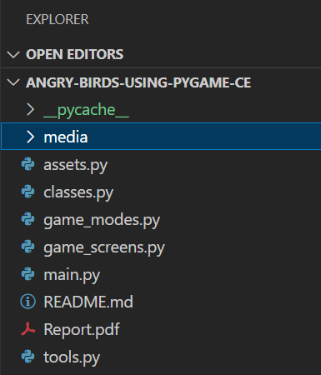 EXPLORER
OPEN EDITORS
ANGRY-BIRDS-USING-PYGAME-CE
__pycache__
media
assets.py
classes.py
game_modes.py
game_screens.py
main.py
README.md
Report.pdf
tools.py